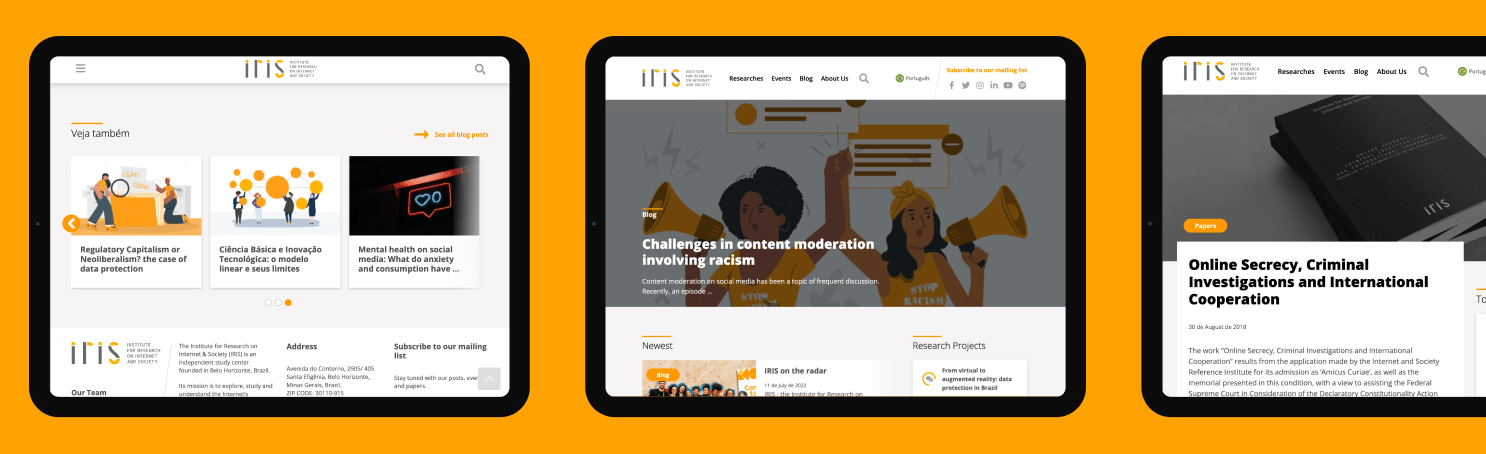 iris
INSTITUTE
FOR RESEARCH
ON INTERNET
AND SOCIETY
Veja também
See all blog posts
LGPD
GDPR
Regulatory Capitalism or
Neoliberalism? the case of
data protection
Ciência Básica e Inovação
Tecnológica: o modelo
linear e seus limites
0
Mental health on social
media: What do anxiety
and consumption have ...
iris
INSTITUTE
FOR RESEARCH
ON INTERNET
AND SOCIETY
Our Team
The Institute for Research on
Internet & Society (IRIS) is an
independent study center
founded in Belo Horizonte, Brazil.
Its mission is to explore, study and
understand the Internet's
Address
Avenida do Contorno, 2905/ 405
Santa Efigênia, Belo Horizonte,
Minas Gerais, Brazil.
ZIP CODE: 30110-915
Subscribe to our mailing
list
Stay tuned with our posts, even
and papers.
iris
INSTITUTE
FOR RESEARCH
ON INTERNET
AND SOCIETY
Researches Events Blog About Us
Português
Subscribe to our mailing list
Blog
Challenges in content moderation
involving racism
Content moderation on social media has been a topic of frequent discussion.
Recently, an episode ...
STOP
RACISM
Newest
Blog
IRIS on the radar
11 de July de 2022
IRIS - the Institute for Research on
Research Projects
From virtual to
augmented reality: data
protection in Brazil
iris
INSTITUTE
FOR RESEARCH
ON INTERNET
AND SOCIETY
Researches Events Blog About Us
Portug
iris
Papers
Online Secrecy, Criminal
Investigations and International
Cooperation
30 de August de 2018
The work “Online Secrecy, Criminal Investigations and International
Cooperation” results from the application made by the Internet and Society
Reference Institute for its admission as ‘Amicus Curiae’, as well as the
memorial presented in this condition, with a view to assisting the Federal
Supreme Court in Consideration of the Declaratory Constitutionality Action
To